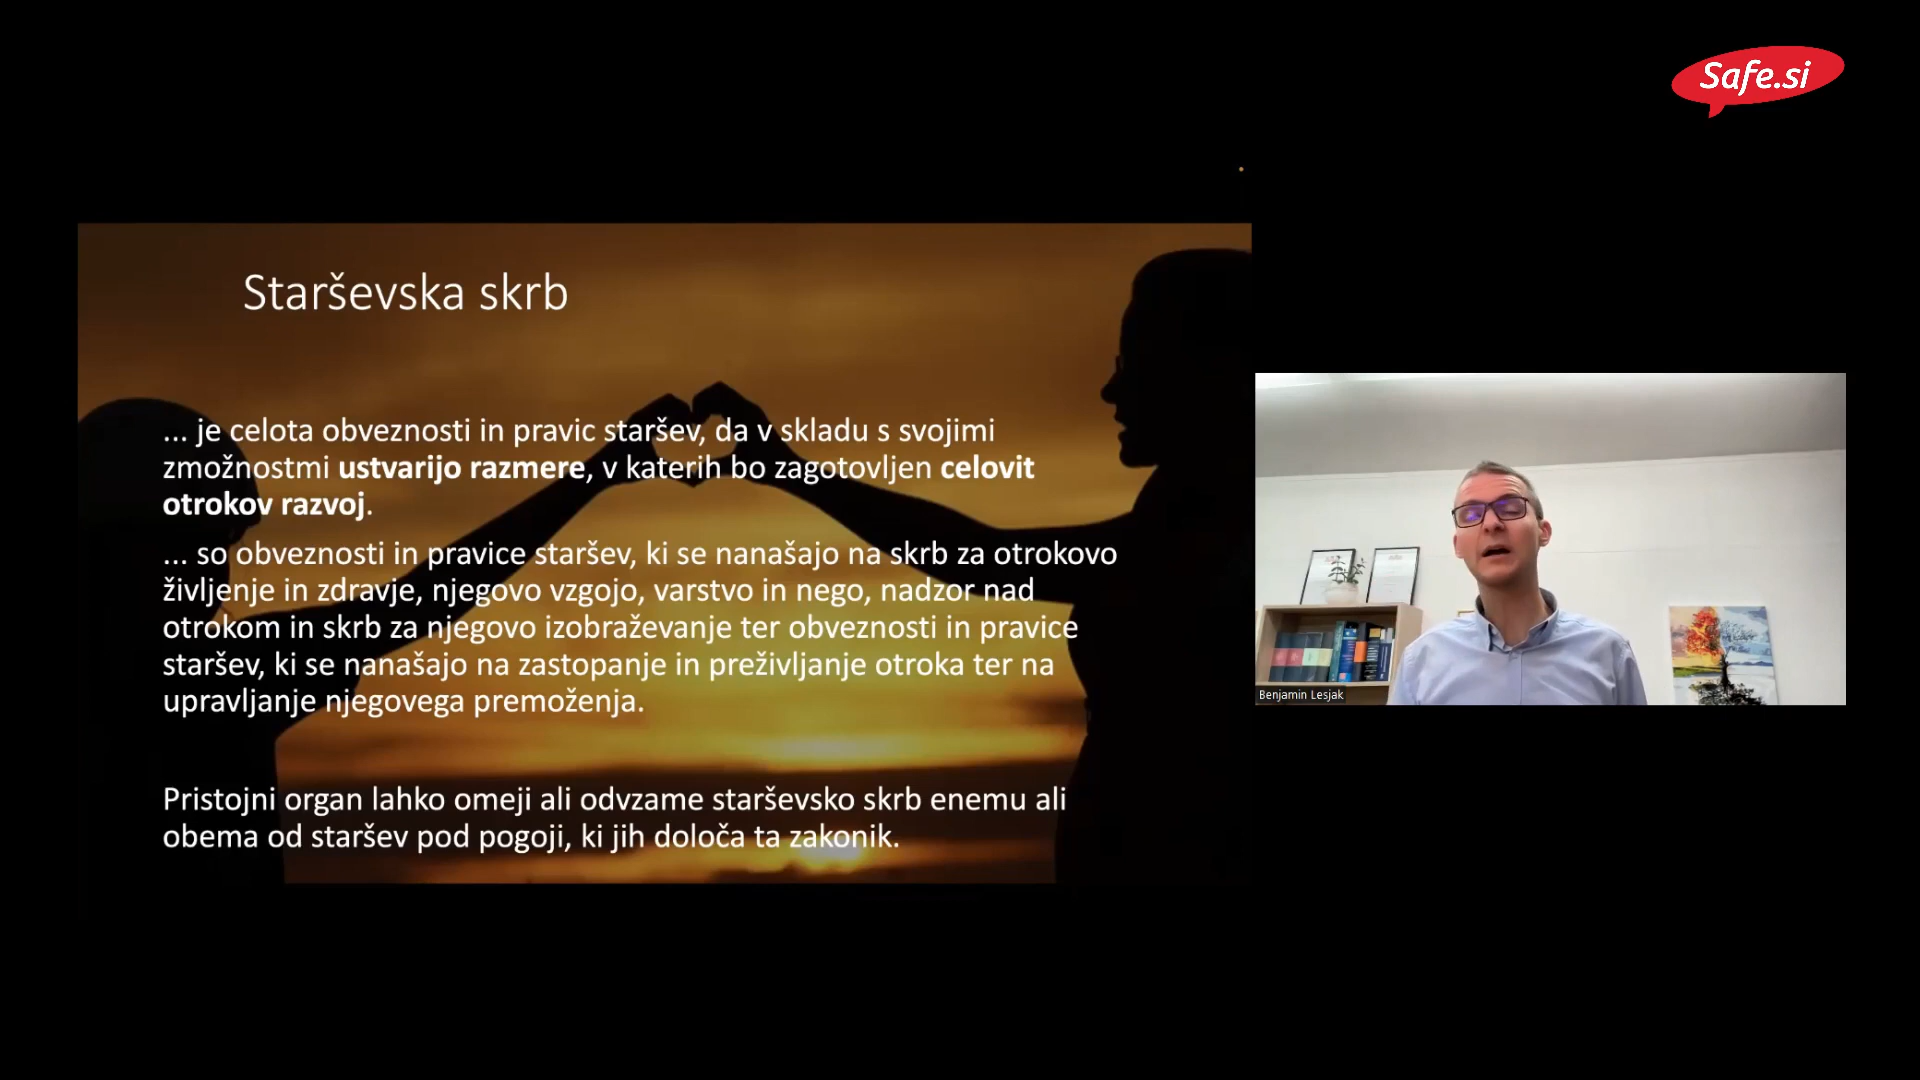 Safe.si
Starševska skrb
... je celota obveznosti in pravic staršev, da v skladu s svojimi
zmožnostmi ustvarijo razmere, v katerih bo zagotovljen celovit
otrokov razvoj.
... so obveznosti in pravice staršev, ki se nanašajo na skrb za otrokovo
življenje in zdravje, njegovo vzgojo, varstvo in nego, nadzor nad
otrokom in skrb za njegovo izobraževanje ter obveznosti in pravice
staršev, ki se nanašajo na zastopanje in preživljanje otroka ter na
upravljanje njegovega premoženja.
Pristojni organ lahko omeji ali odvzame starševsko skrb enemu ali
obema od staršev pod pogoji, ki jih določa ta zakonik.
Benjamin Lesjak